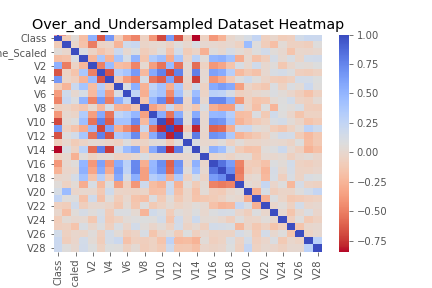 Over_and_Undersampled Dataset Heatmap
Class
ne_Scaled
V2
V4
V6
V8
V10
V12
V14
V16
V18
V20
V22
V24
V26
V28
Class
caled
V2
V4
V6
V8
V10
V12
V14
V16
V18
V20
V22
V24
V26
V28
1.00
0.75
0.50
0.25
0.00
−0.25
−0.50
−0.75